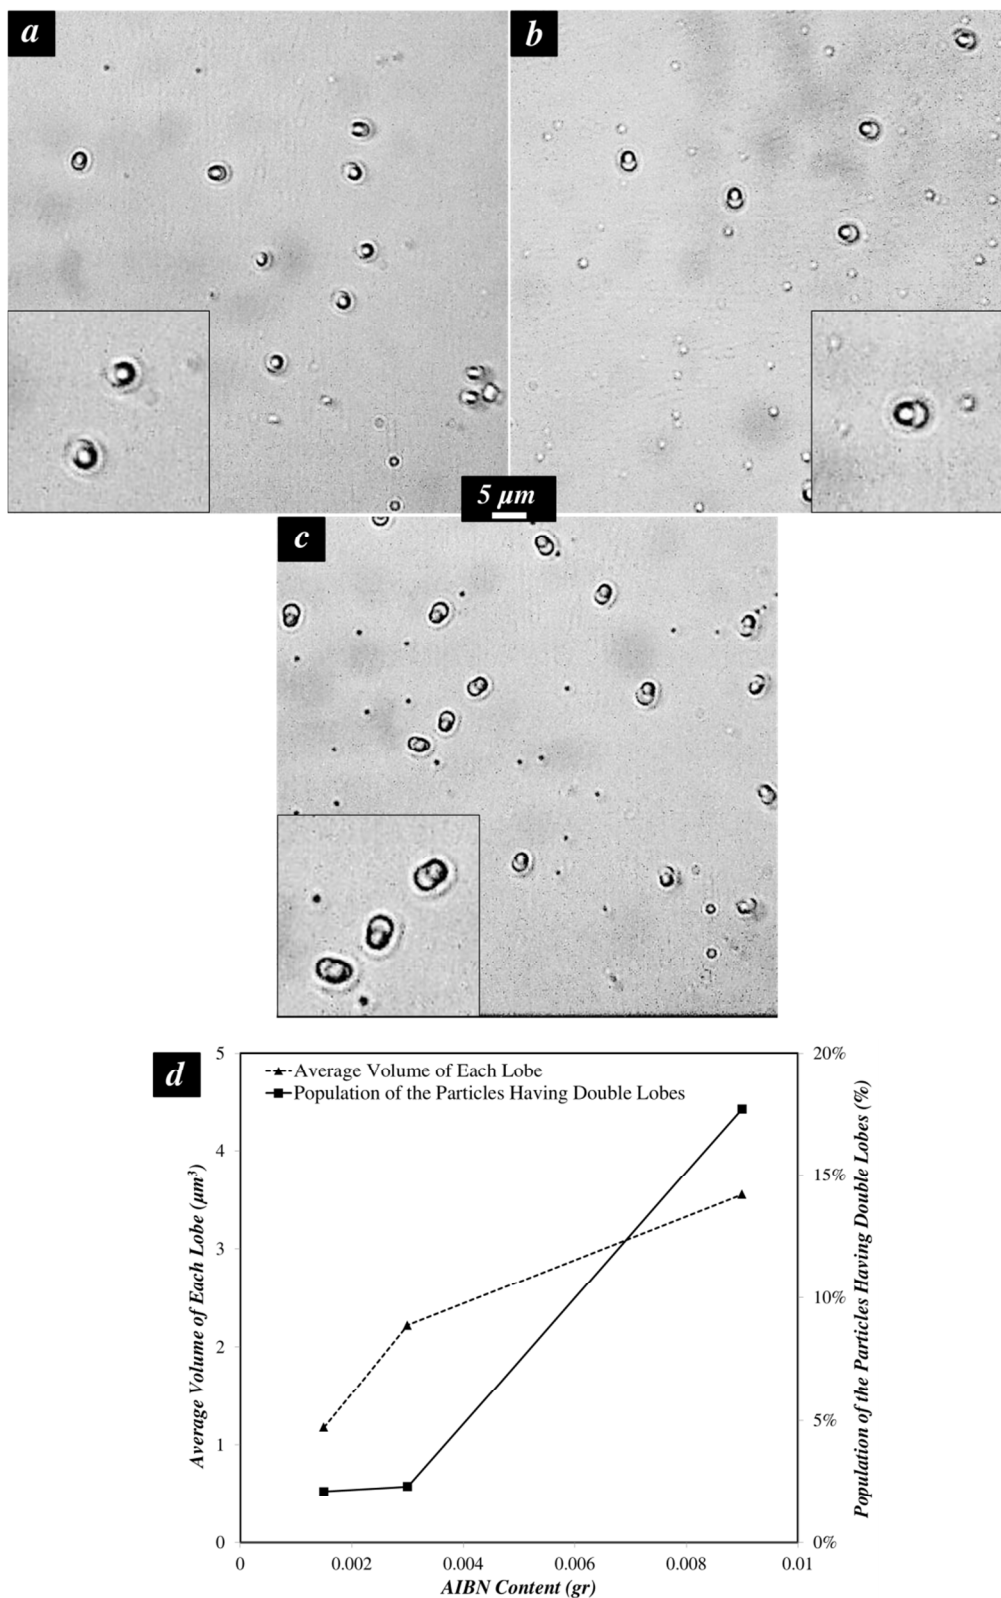 a
b
5 µm
c
d
Average Volume of Each Lobe
Population of the Particles Having Double Lobes
5
4
3
2
1
0
Average Volume of Each Lobe (µm³)
20%
15%
10%
5%
0%
Population of the Particles Having Double Lobes (%)
0
0.002
0.004
0.006
0.008
0.01
AIBN Content (gr)